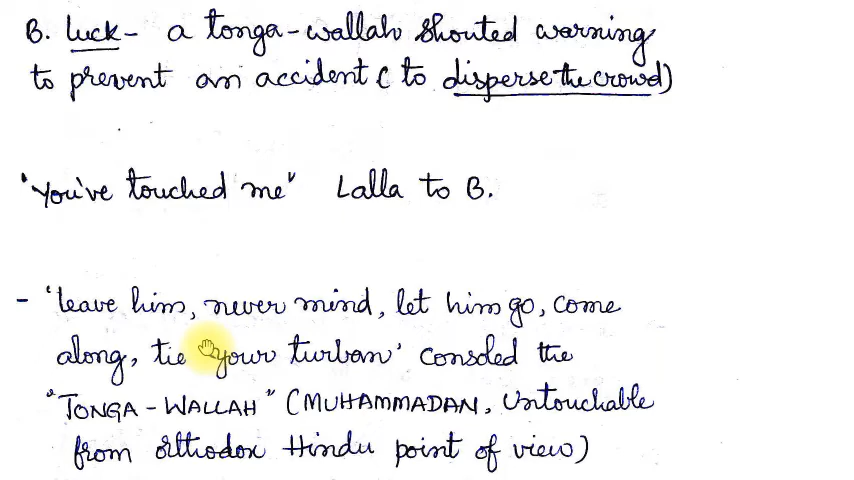 B. luck - a tonga-wallah shouted warning
to prevent an accident ( to disperse the crowd)
'You've touched me" Lalla to B.
- 'leave him, never mind, let him go, come
along, tie your turban' consoled the
"TONGA-WALLAH" (MUHAMMADAN, Untouchable
from orthodox Hindu point of view)